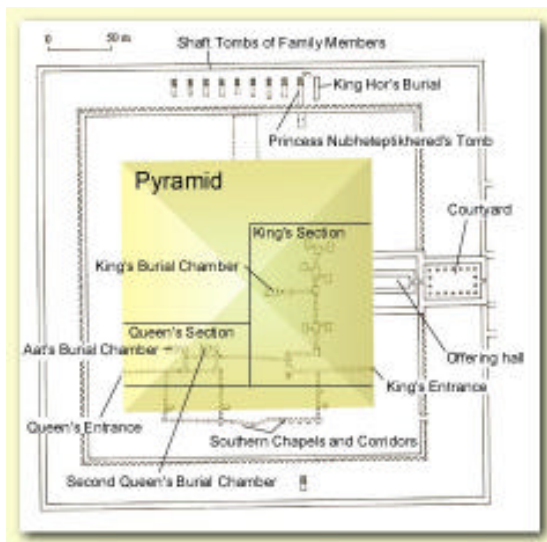 0 50 m
Shaft Tombs of Family Members
King Hor's Burial
Princess Nubheteptikhered's Tomb
Pyramid
Courtyard
King's Section
King's Burial Chamber
Queen's Section
Aat's Burial Chamber
Offering hall
King's Entrance
Queen's Entrance
Southern Chapels and Corridors
Second Queen's Burial Chamber